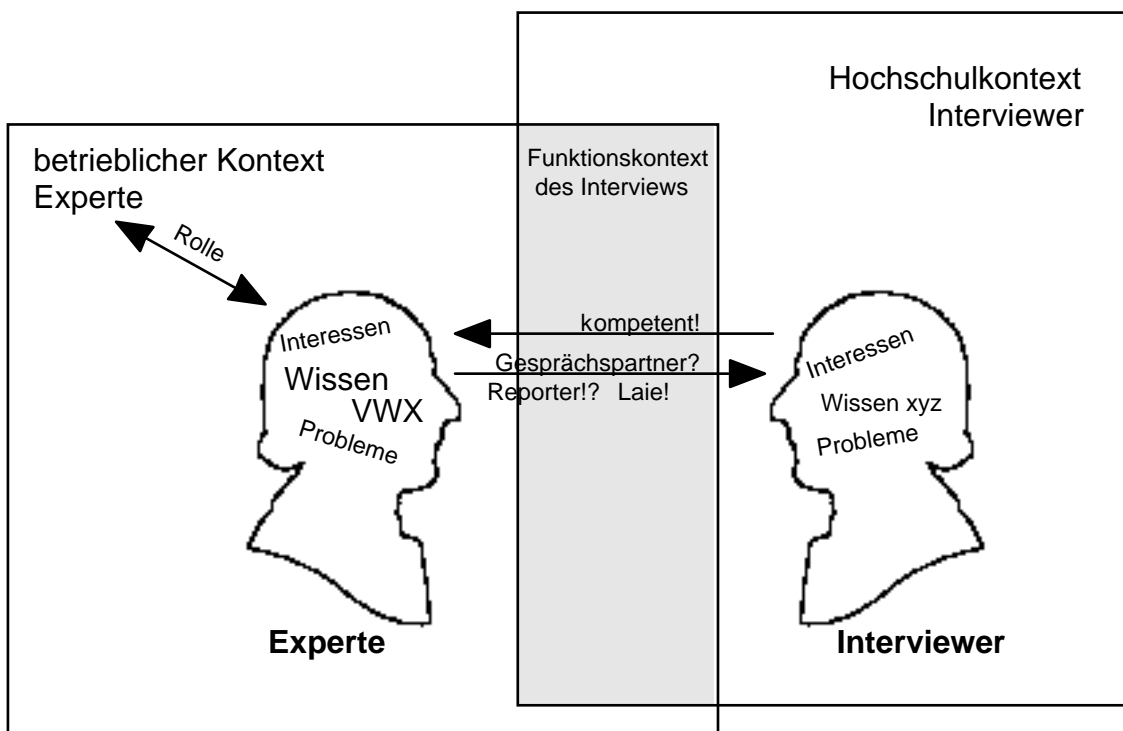 Hochschulkontext
Interviewer
betrieblicher Kontext
Experte
Funktionskontext
des Interviews
Rolle
kompetent!
Gesprächspartner?
Reporter!? Laie!
Interessen
Wissen
VWX
Probleme
Interessen
Wissen xyz
Probleme
Experte
Interviewer